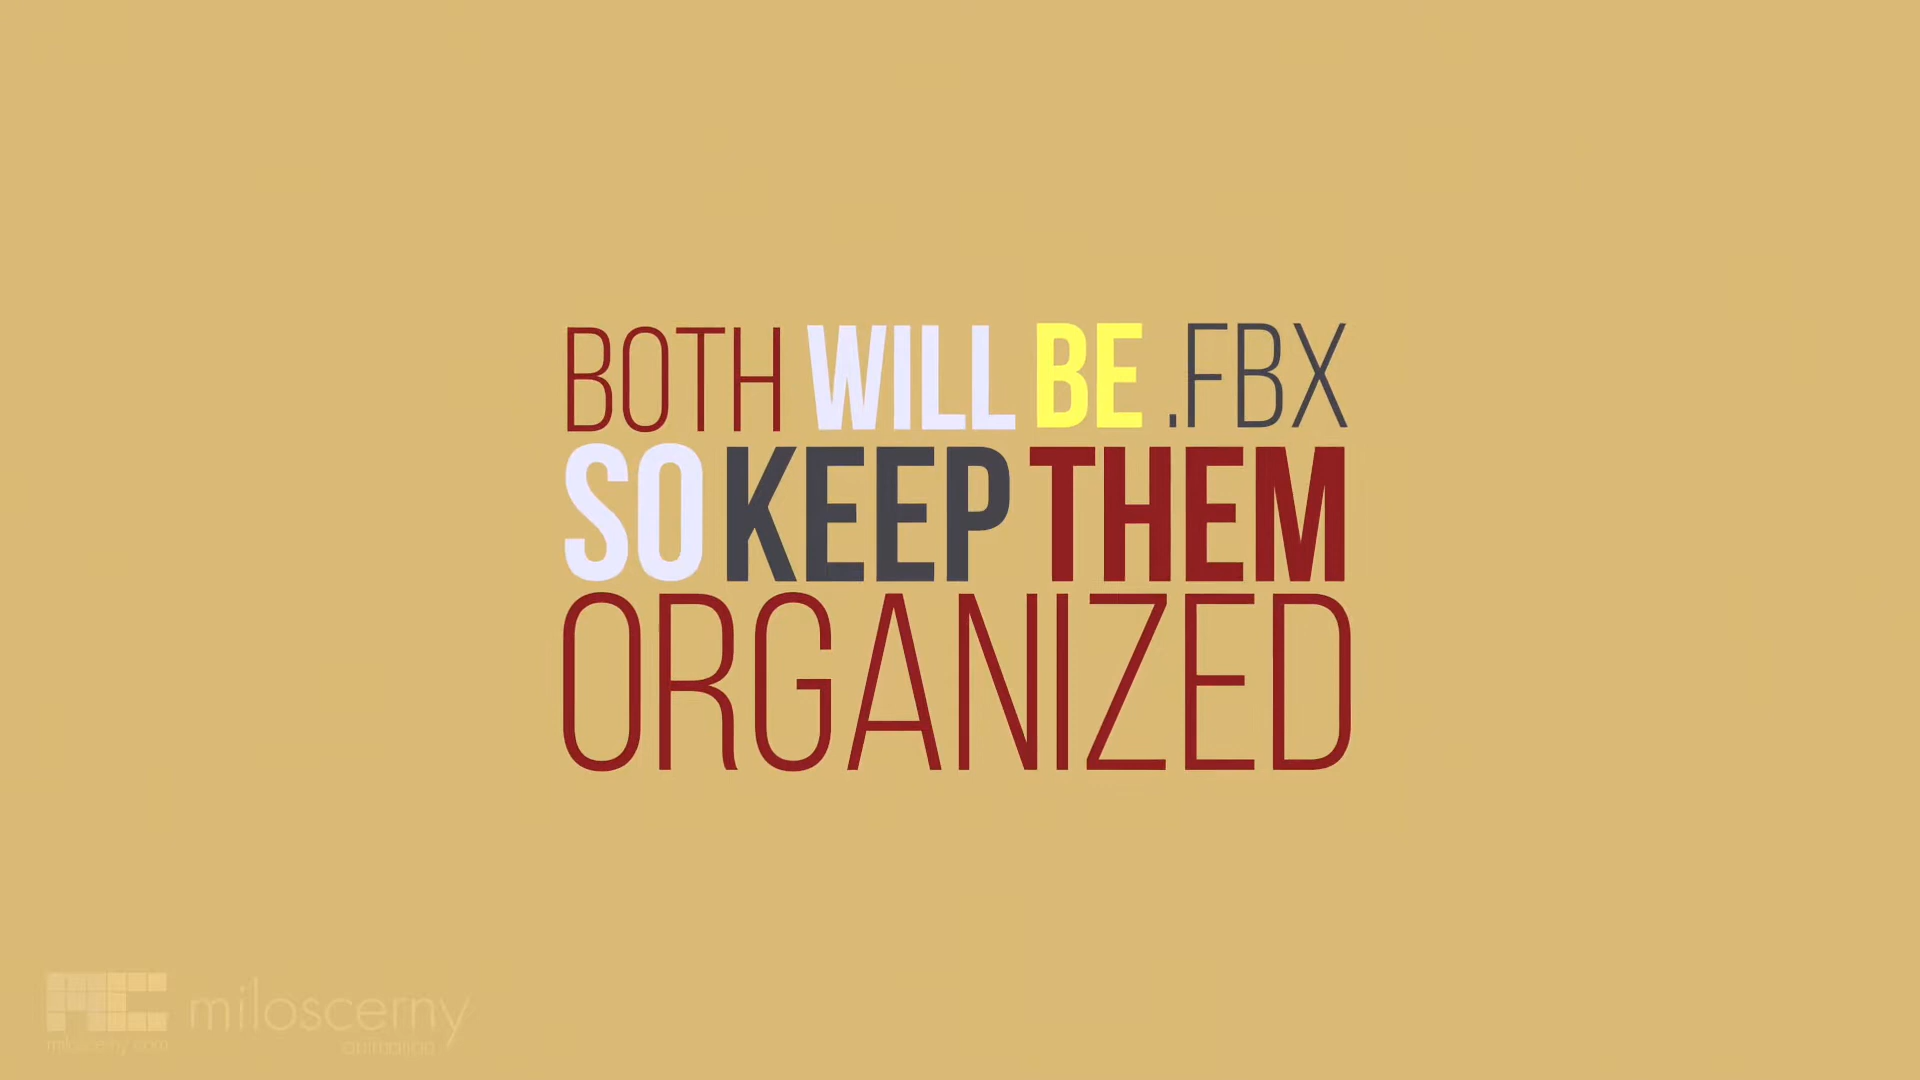 BOTH WILL BE .FBX
SO KEEP THEM
ORGANIZED
miloscerny
miloscerny.com
animation